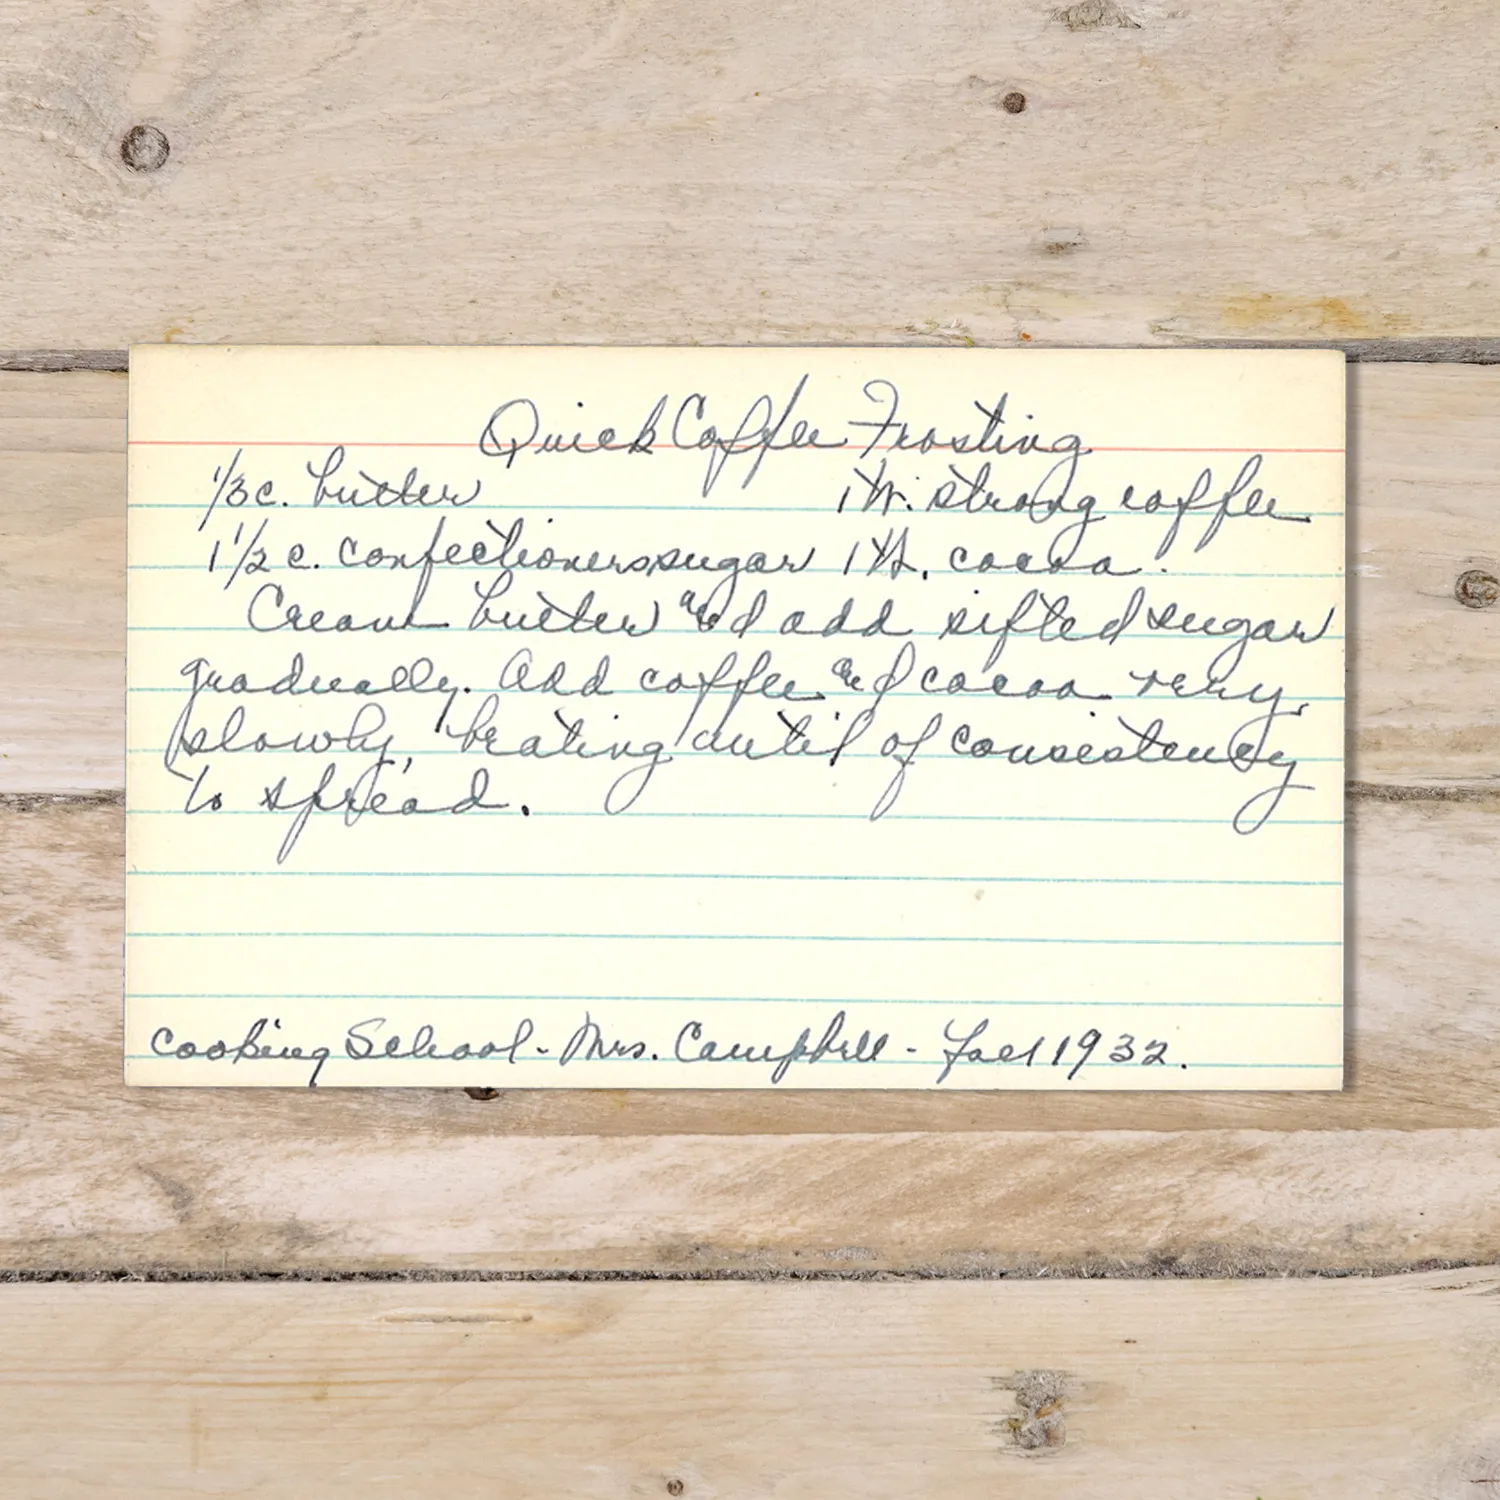 Quick Coffee Frosting
1/3 c. butter 1 tb. strong coffee
1 1/2 c. confectioners sugar 1 tb. cocoa.
Cream butter and add sifted sugar
gradually. Add coffee and cocoa very
slowly, beating until of consistency
to spread.
Cooking School - Mrs. Campbell - Fall 1932.